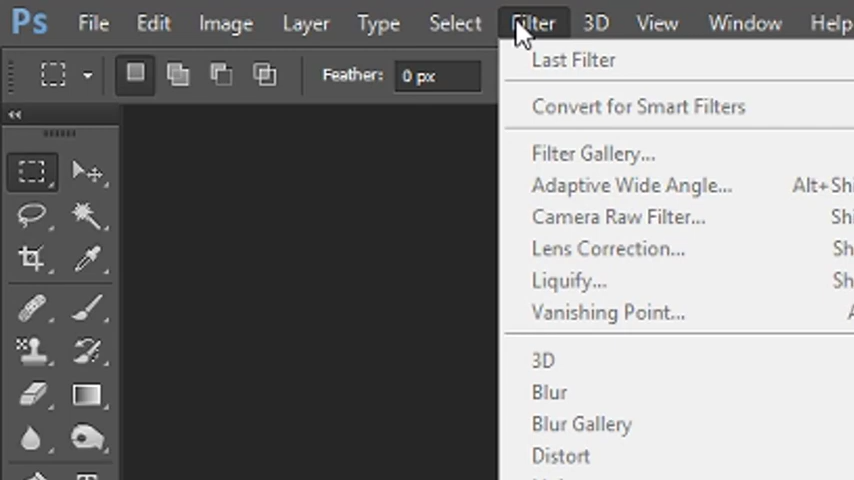 Ps File Edit Image Layer Type Select Filter 3D View Window Help
Feather: 0 px
Last Filter
Convert for Smart Filters
Filter Gallery...
Adaptive Wide Angle... Alt+Shi
Camera Raw Filter... Shi
Lens Correction... Sh
Liquify... Sh
Vanishing Point... A
3D
Blur
Blur Gallery
Distort